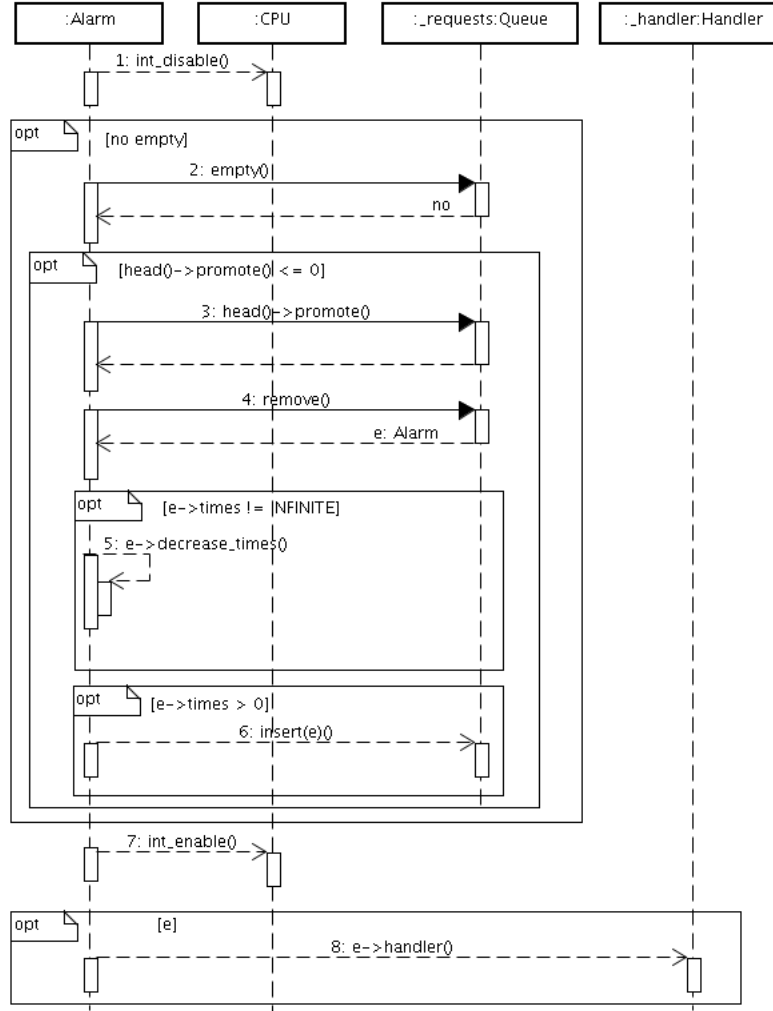 :Alarm
:CPU
:_requests:Queue
:_handler:Handler
1: int_disable()
opt
[no empty]
2: empty()
no
opt
[head()->promote() <= 0]
3: head()->promote()
4: remove()
e: Alarm
opt
[e->times != INFINITE]
5: e->decrease_times()
opt
[e->times > 0]
6: insert(e)()
7: int_enable()
opt
[e]
8: e->handler()